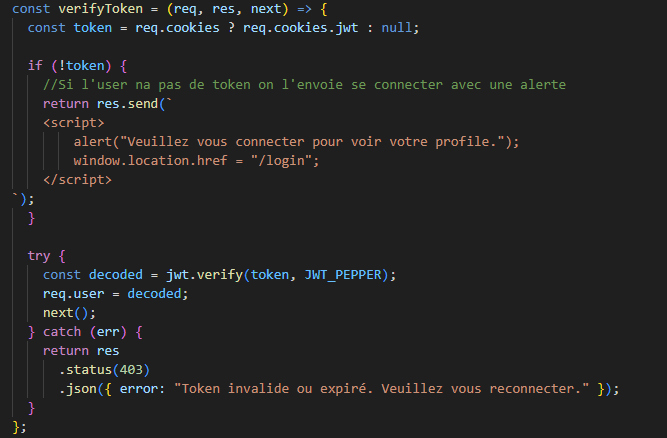 const verifyToken = (req, res, next) => {
  const token = req.cookies ? req.cookies.jwt : null;

  if (!token) {
    //Si l'user na pas de token on l'envoie se connecter avec une alerte
    return res.send(`
    <script>
        alert("Veuillez vous connecter pour voir votre profile.");
        window.location.href = "/login";
    </script>
`);
  }

  try {
    const decoded = jwt.verify(token, JWT_PEPPER);
    req.user = decoded;
    next();
  } catch (err) {
    return res
      .status(403)
      .json({ error: "Token invalide ou expiré. Veuillez vous reconnecter." });
  }
};